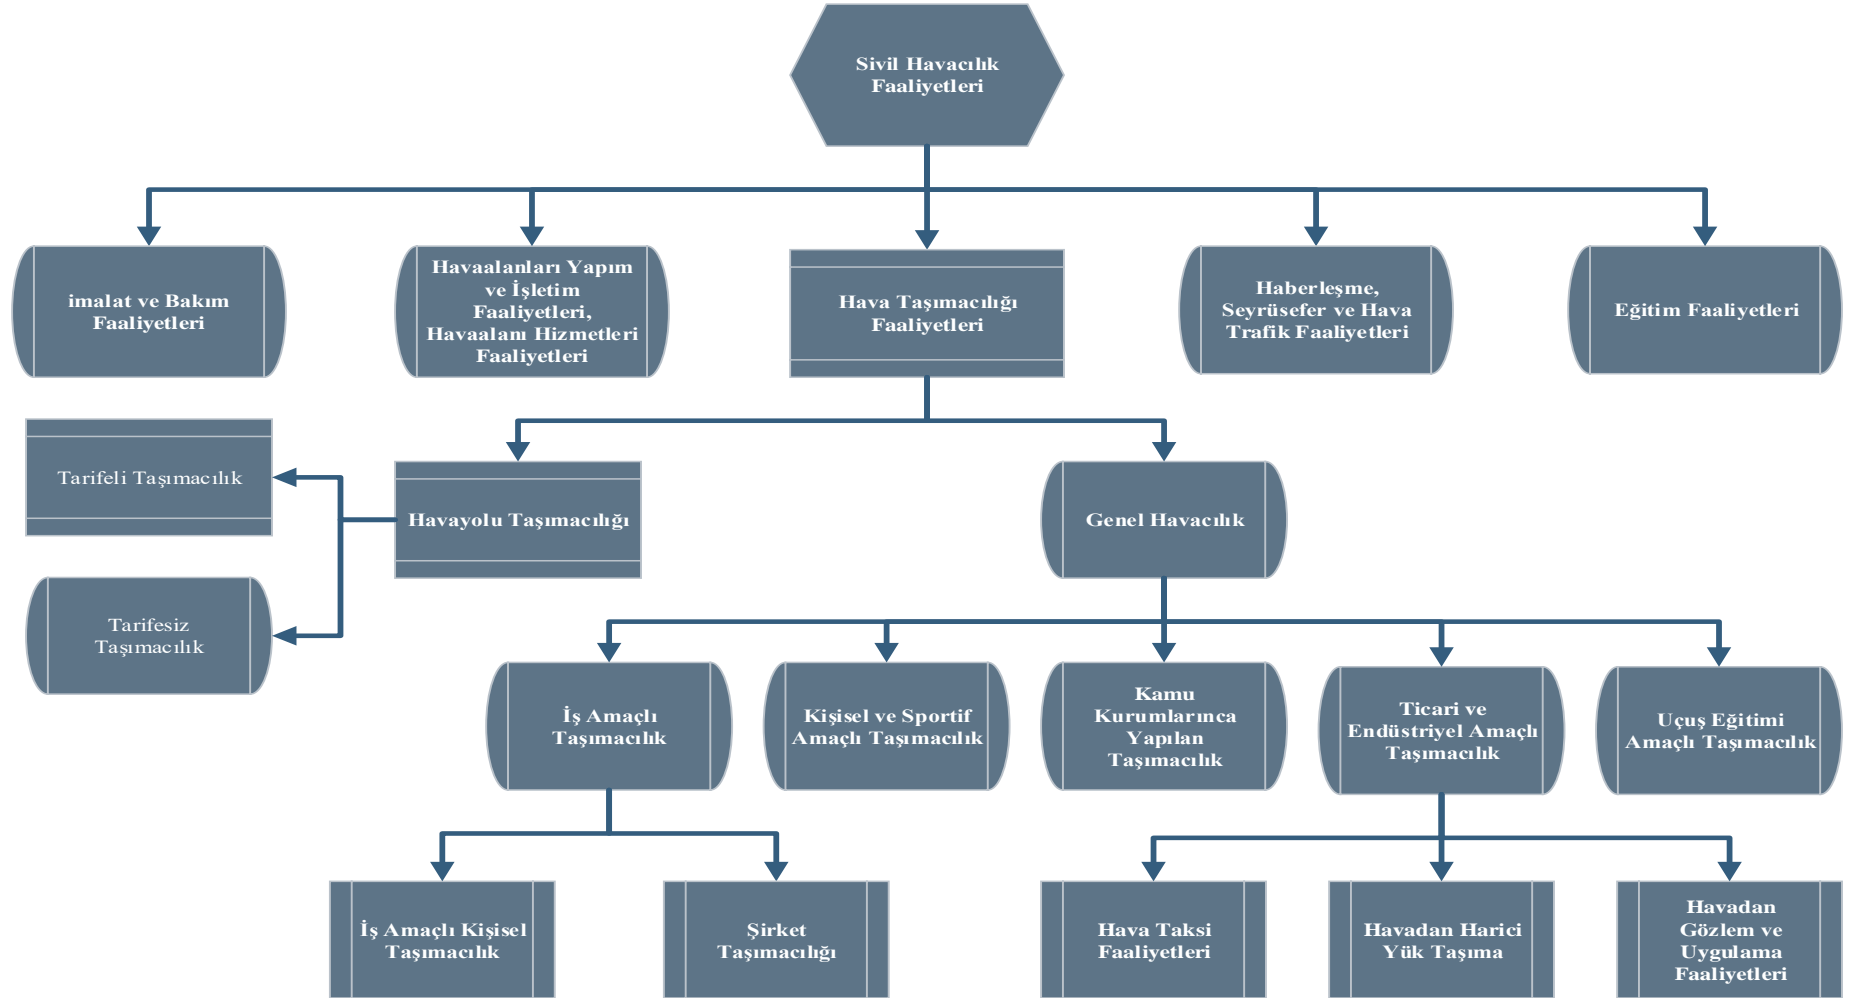 Sivil Havacılık
Faaliyetleri
imalat ve Bakım
Faaliyetleri
Havaalanları Yapım
ve İşletim
Faaliyetleri,
Havaalanı Hizmetleri
Faaliyetleri
Hava Taşımacılığı
Faaliyetleri
Haberleşme,
Seyrüsefer ve Hava
Trafik Faaliyetleri
Eğitim Faaliyetleri
Tarifeli Taşımacılık
Havayolu Taşımacılığı
Genel Havacılık
Tarifesiz
Taşımacılık
İş Amaçlı
Taşımacılık
Kişisel ve Sportif
Amaçlı Taşımacılık
Kamu
Kurumlarınca
Yapılan
Taşımacılık
Ticari ve
Endüstriyel Amaçlı
Taşımacılık
Uçuş Eğitimi
Amaçlı Taşımacılık
İş Amaçlı Kişisel
Taşımacılık
Şirket
Taşımacılığı
Hava Taksi
Faaliyetleri
Havadan Harici
Yük Taşıma
Havadan
Gözlem ve
Uygulama
Faaliyetleri